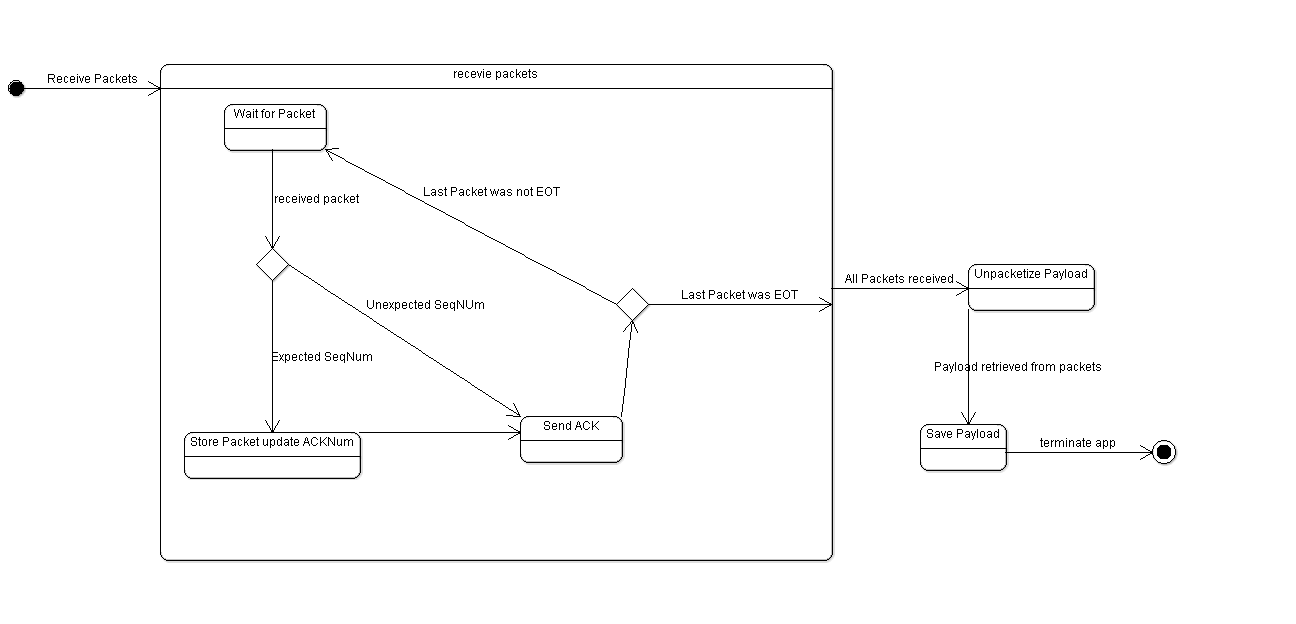 Receive Packets
recevie packets
Wait for Packet
Last Packet was not EOT
received packet
All Packets received
Unpacketize Payload
Last Packet was EOT
Unexpected SeqNUm
Expected SeqNum
Payload retrieved from packets
Store Packet update ACKNum
Send ACK
Save Payload
terminate app